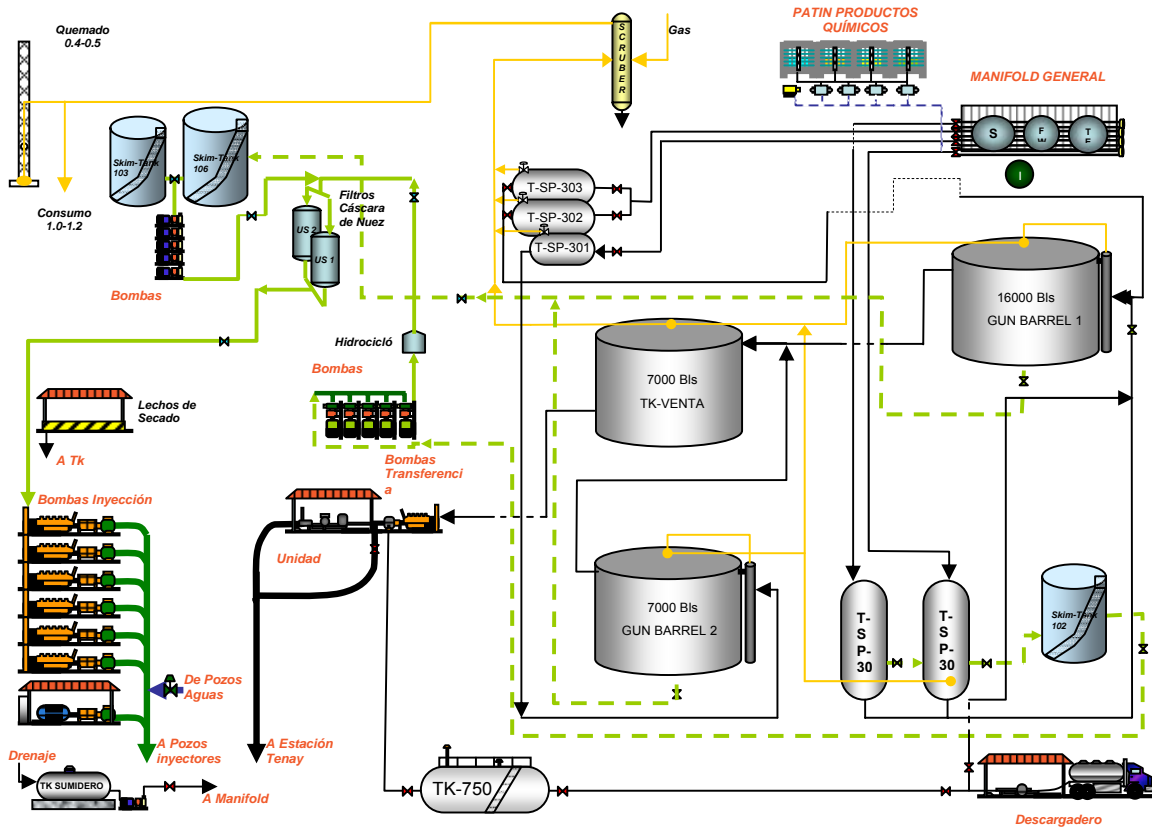 Quemado
0.4-0.5
SCRUBER
Gas
PATIN PRODUCTOS
QUÍMICOS
MANIFOLD GENERAL
S
F
W
T
E
I
Skim-Tank
103
Skim-Tank
106
Consumo
1.0-1.2
Filtros
Cáscara
de Nuez
US 2
US 1
Bombas
T-SP-303
T-SP-302
T-SP-301
16000 Bls
GUN BARREL 1
Hidrocicló
Bombas
7000 Bls
TK-VENTA
Lechos de
Secado
A Tk
Bombas
Transferenci
a
Bombas Inyección
Unidad
7000 Bls
GUN BARREL 2
T-
SP-30
T-
SP-30
Skim-Tank
102
De Pozos
Aguas
A Pozos
inyectores
A Estación
Tenay
Drenaje
TK SUMIDERO
A Manifold
TK-750
Descargadero